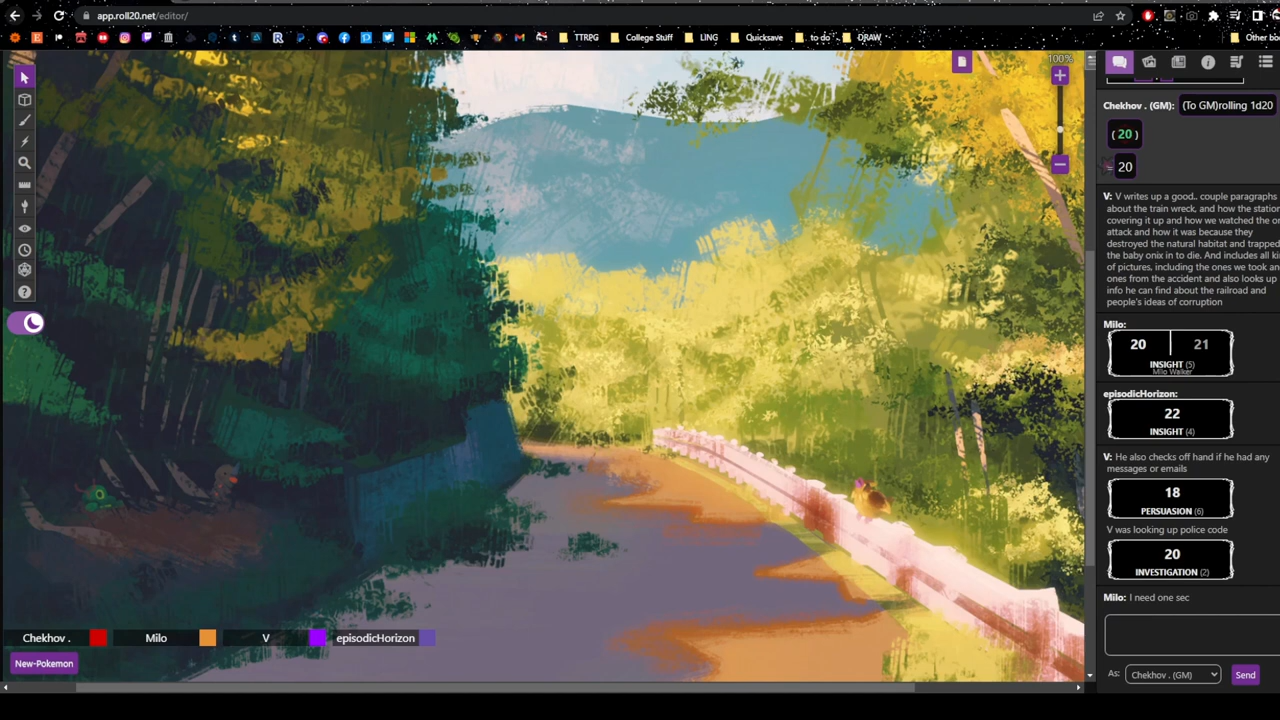 app.roll20.net/editor/
TTRPG College Stuff LING Quicksave to do DRAW Other bo
100%
Chekhov . (GM): (To GM)rolling 1d20
( 20 )
= 20
V: V writes up a good.. couple paragraphs
about the train wreck, and how the station
covering it up and how we watched the on
attack and how it was because they
destroyed the natural habitat and trapped
the baby onix in to die. And includes all ki
of pictures, including the ones we took an
ones from the accident and also looks up
info he can find about the railroad and
people's ideas of corruption
Milo:
20 21
INSIGHT (5)
Milo Walker
episodicHorizon:
22
INSIGHT (4)
V: He also checks off hand if he had any
messages or emails
18
PERSUASION (6)
V was looking up police code
20
INVESTIGATION (2)
Milo: I need one sec
Chekhov . Milo V episodicHorizon
New-Pokemon
As: Chekhov . (GM) Send